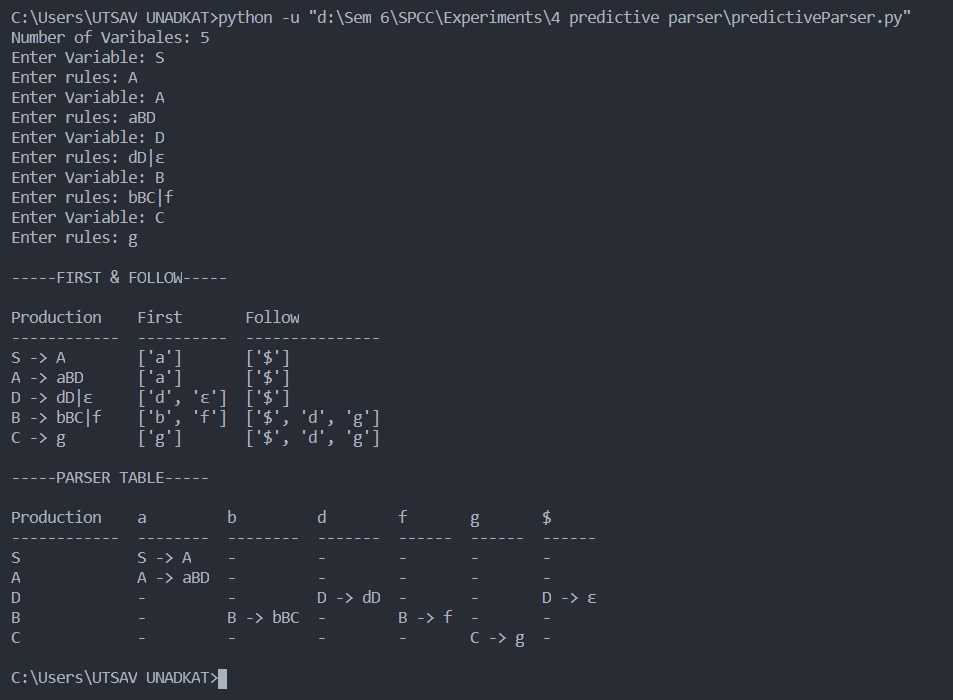 C:\Users\UTSAV UNADKAT>python -u "d:\Sem 6\SPCC\Experiments\4 predictive parser\predictiveParser.py"
Number of Varibales: 5
Enter Variable: S
Enter rules: A
Enter Variable: A
Enter rules: aBD
Enter Variable: D
Enter rules: dD|ε
Enter Variable: B
Enter rules: bBC|f
Enter Variable: C
Enter rules: g
-----FIRST & FOLLOW-----
Production    First       Follow
------------  ----------  ---------------
S -> A        ['a']       ['$']
A -> aBD      ['a']       ['$']
D -> dD|ε     ['d', 'ε']  ['$']
B -> bBC|f    ['b', 'f']  ['$', 'd', 'g']
C -> g        ['g']       ['$', 'd', 'g']
-----PARSER TABLE-----
Production    a         b         d        f       g       $
------------  --------  --------  -------  ------  ------  ------
S             S -> A    -         -        -       -       -
A             A -> aBD  -         -        -       -       -
D             -         -         D -> dD  -       -       D -> ε
B             -         B -> bBC  -        B -> f  -       -
C             -         -         -        -       C -> g  -
C:\Users\UTSAV UNADKAT>